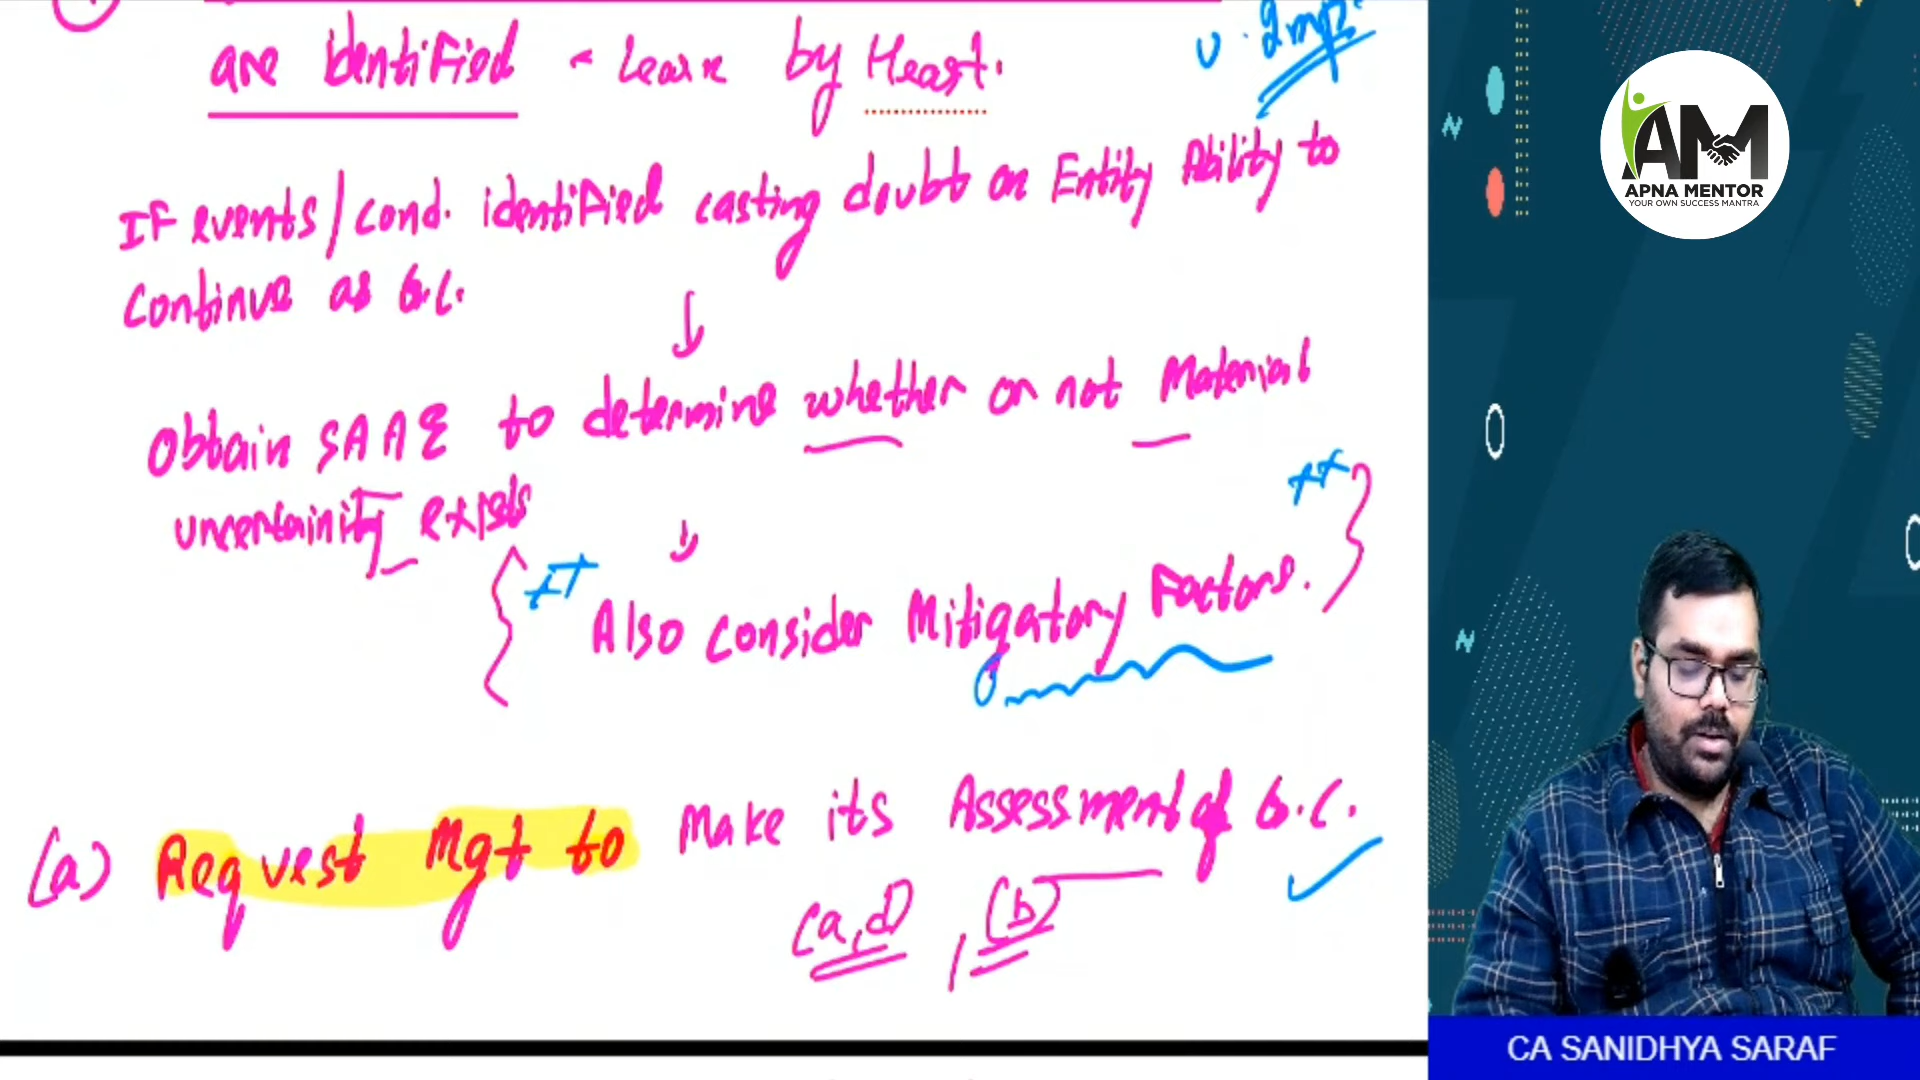 are identified - Learn by Heart.
v. Imp.
If events/cond. identified casting doubt on Entity Ability to
continue as G.C.
↓
Obtain SAAE to determine whether or not Material
uncertainity exists
↓
{ ** Also consider Mitigatory Factors. ** }
(a) Request Mgt to Make its Assessment of G.C.
(a,d), (b)
AM
APNA MENTOR
YOUR OWN SUCCESS MANTRA
CA SANIDHYA SARAF